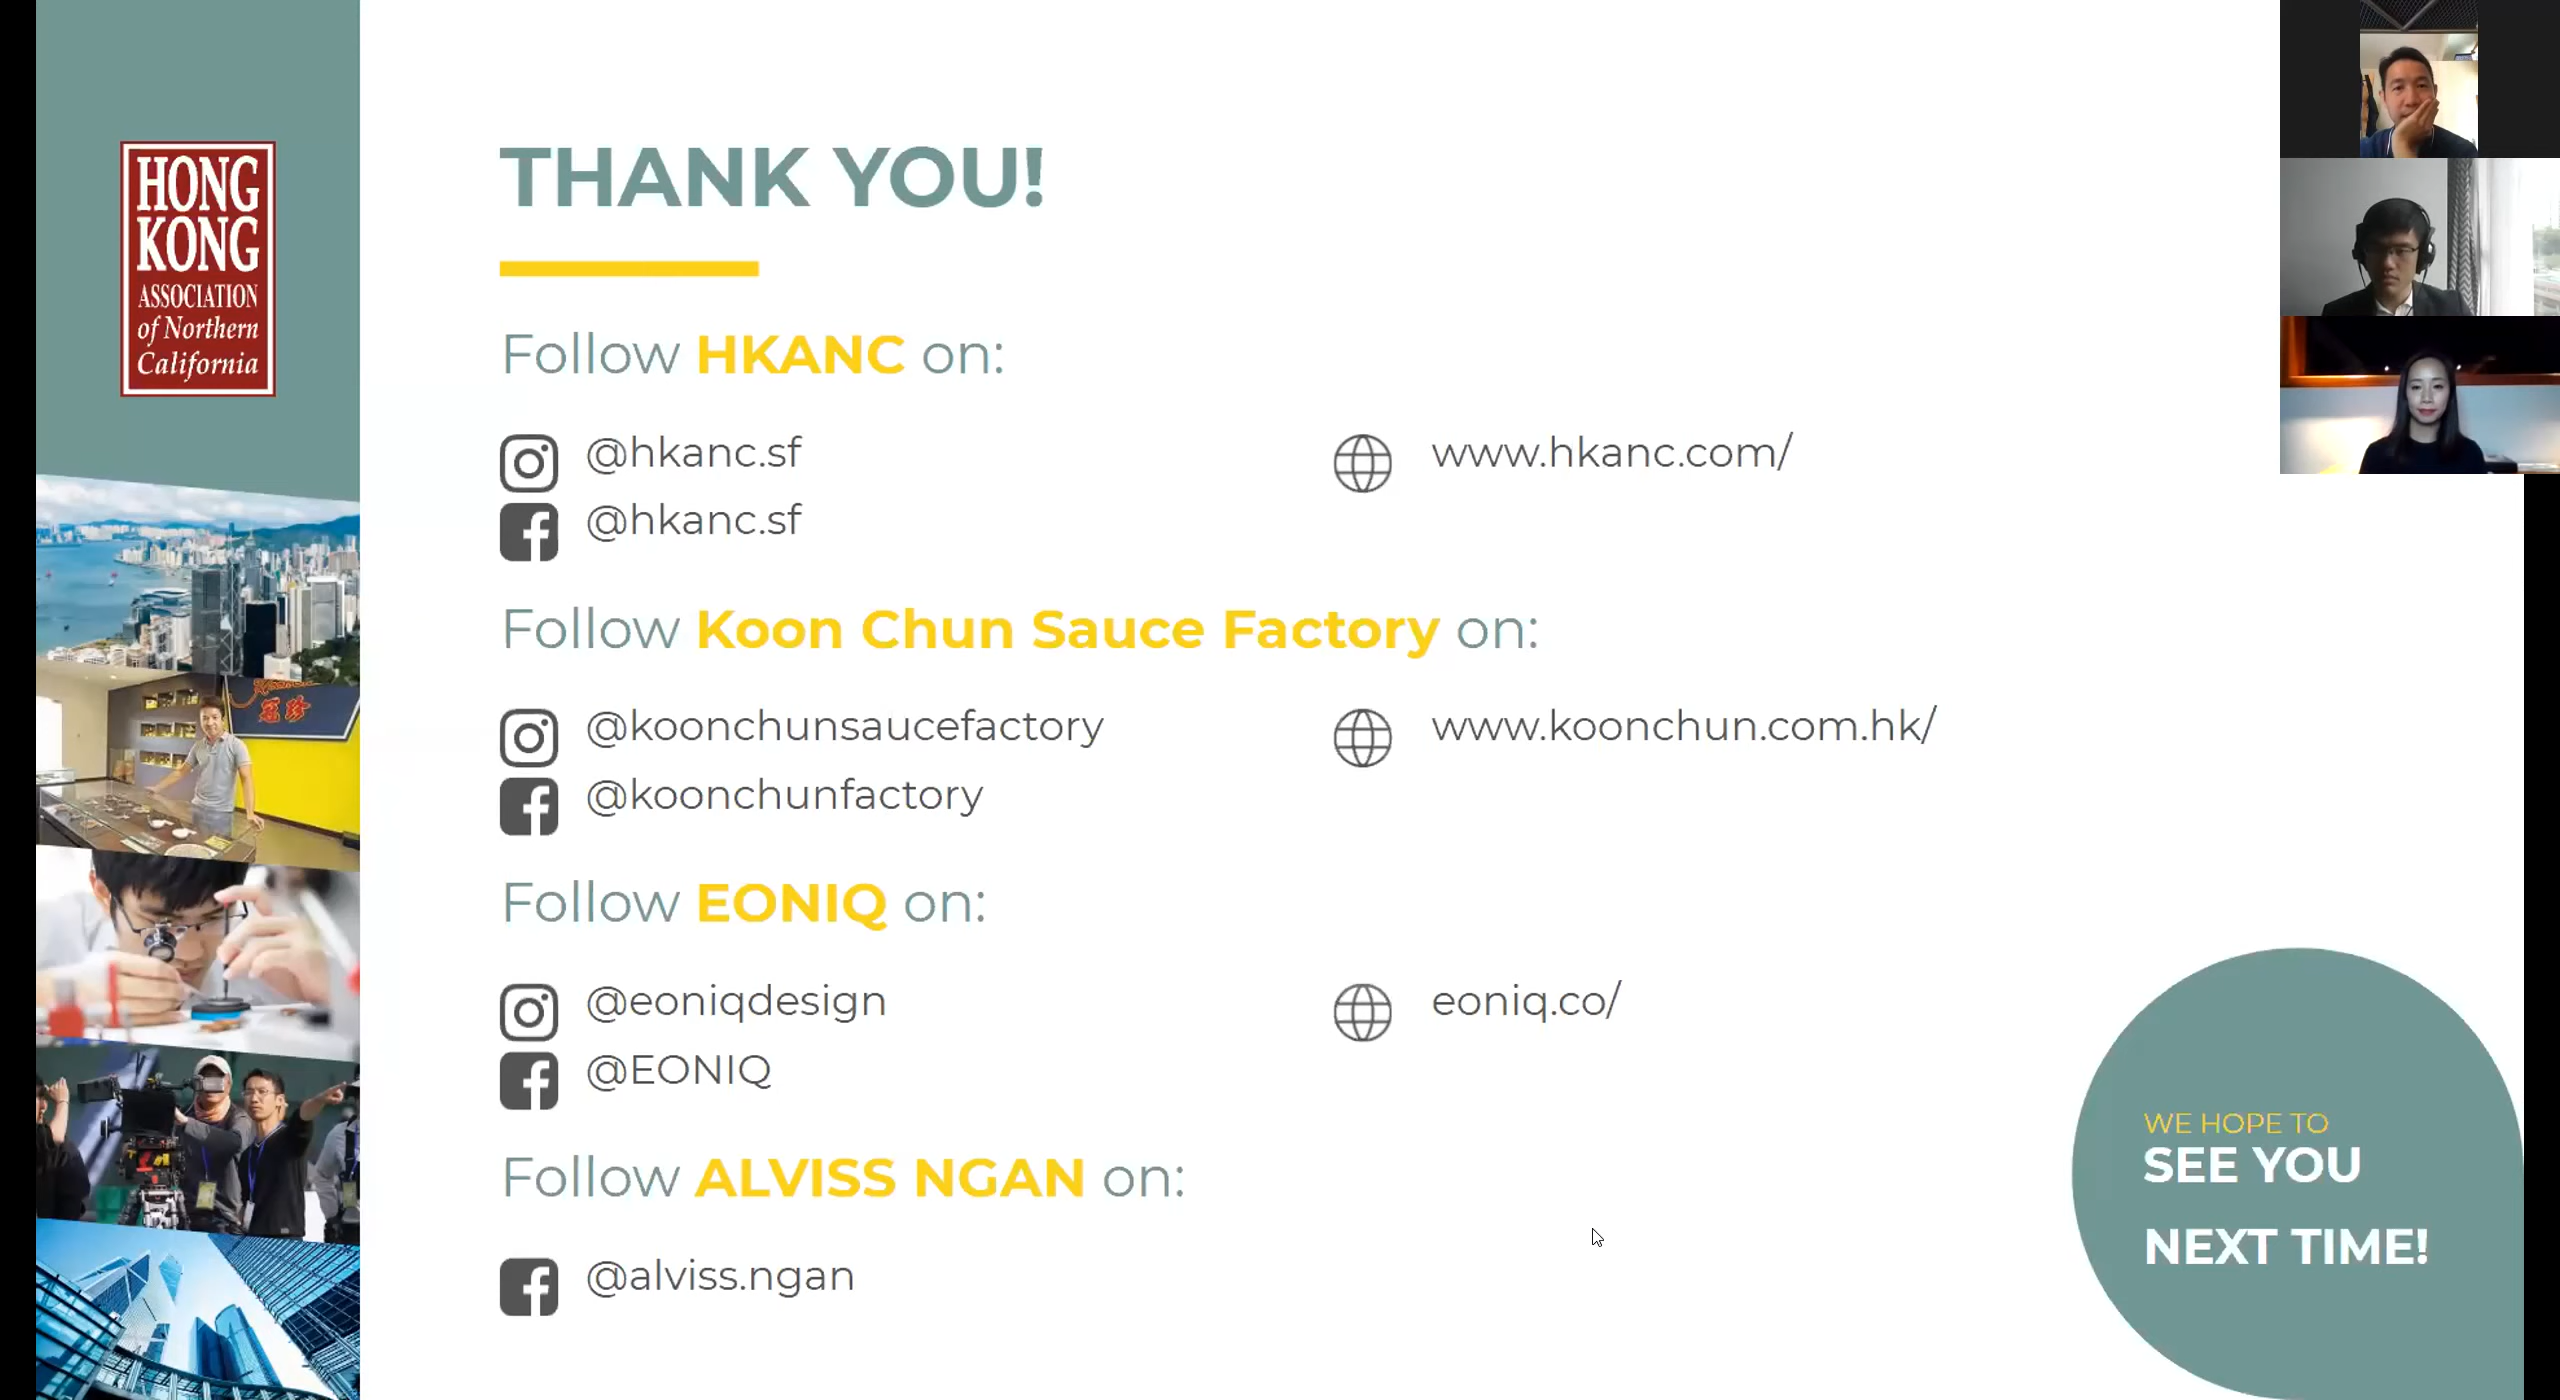 HONG
KONG
ASSOCIATION
of Northern
California
THANK YOU!
Follow HKANC on:
@hkanc.sf
www.hkanc.com/
@hkanc.sf
Follow Koon Chun Sauce Factory on:
@koonchunsaucefactory
www.koonchun.com.hk/
@koonchunfactory
Follow EONIQ on:
@eoniqdesign
eoniq.co/
@EONIQ
Follow ALVISS NGAN on:
@alviss.ngan
冠珍
WE HOPE TO
SEE YOU
NEXT TIME!